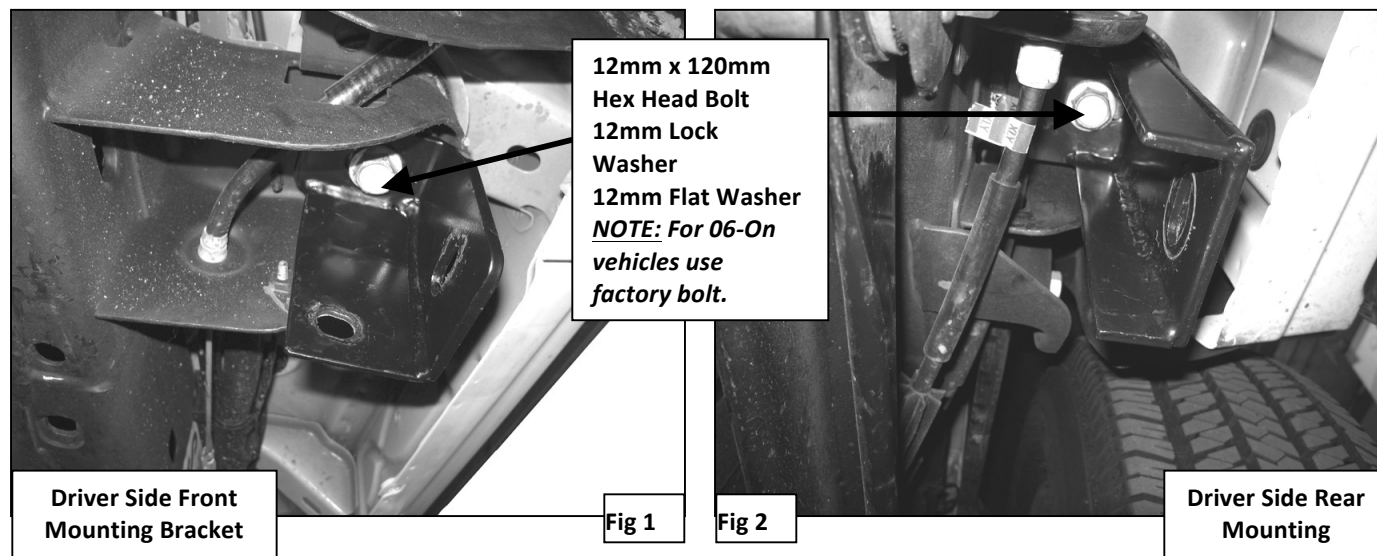 12mm x 120mm
Hex Head Bolt
12mm Lock
Washer
12mm Flat Washer
NOTE: For 06-On
vehicles use
factory bolt.
Driver Side Front
Mounting Bracket
Fig 1
Fig 2
Driver Side Rear
Mounting